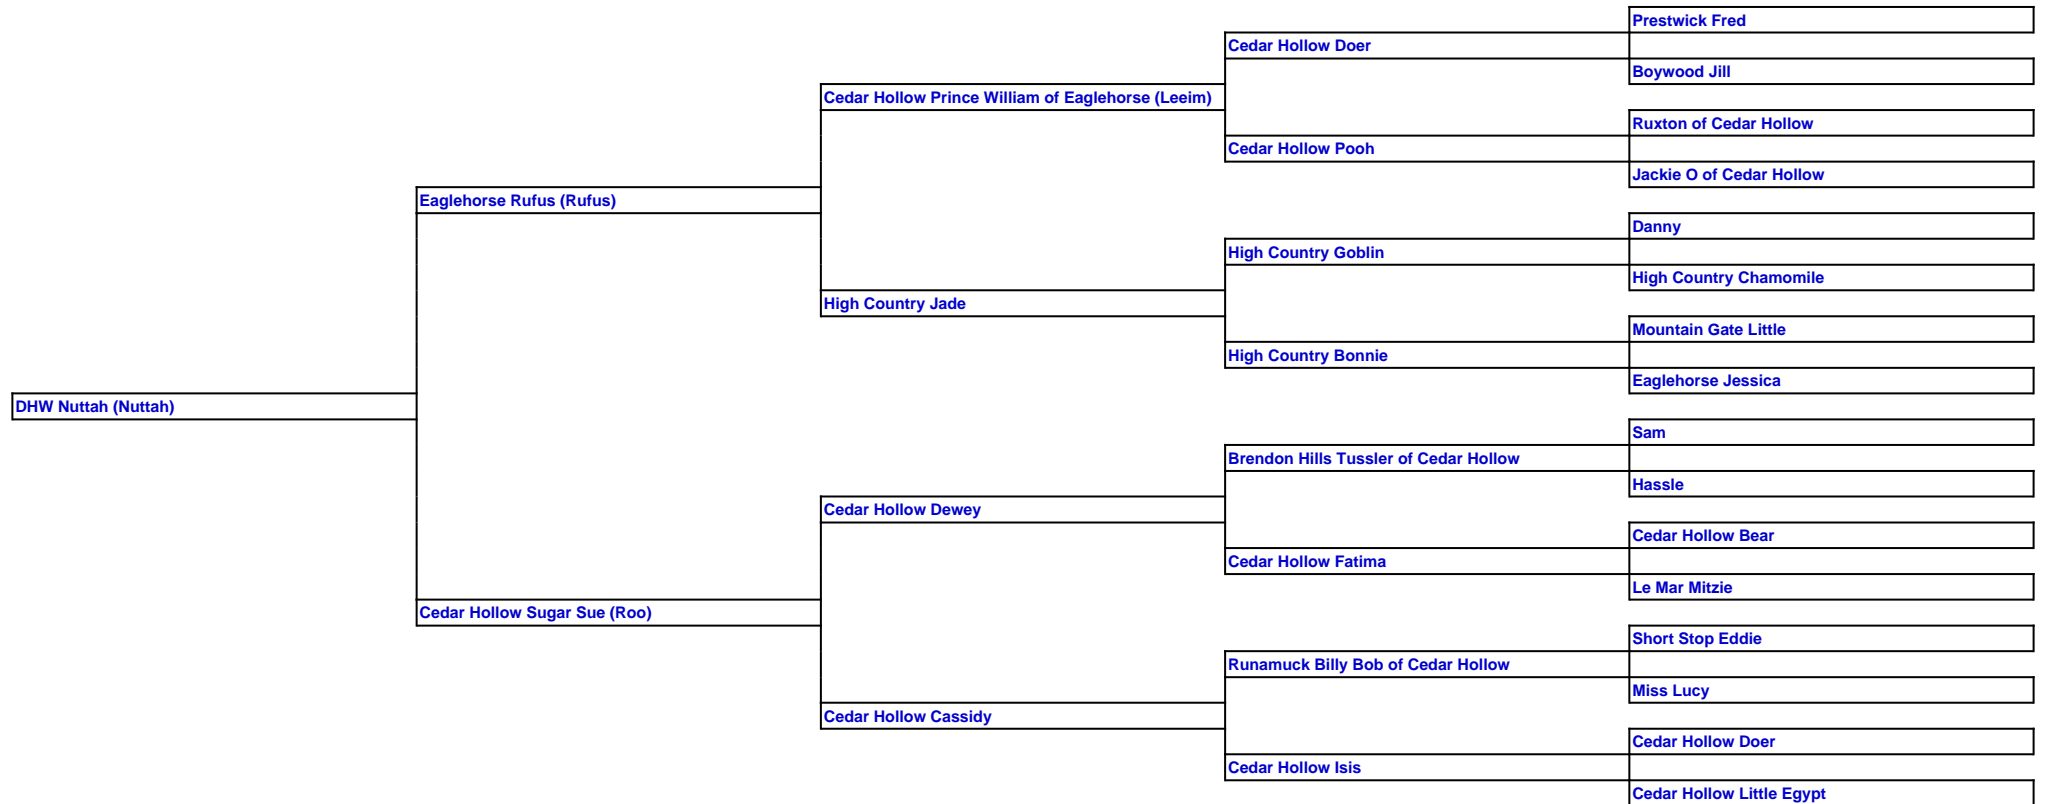 Prestwick Fred
Cedar Hollow Doer
Boywood Jill
Cedar Hollow Prince William of Eaglehorse (Leeim)
Ruxton of Cedar Hollow
Cedar Hollow Pooh
Jackie O of Cedar Hollow
Eaglehorse Rufus (Rufus)
Danny
High Country Goblin
High Country Chamomile
High Country Jade
Mountain Gate Little
High Country Bonnie
Eaglehorse Jessica
DHW Nuttah (Nuttah)
Sam
Brendon Hills Tussler of Cedar Hollow
Hassle
Cedar Hollow Dewey
Cedar Hollow Bear
Cedar Hollow Fatima
Le Mar Mitzie
Cedar Hollow Sugar Sue (Roo)
Short Stop Eddie
Runamuck Billy Bob of Cedar Hollow
Miss Lucy
Cedar Hollow Cassidy
Cedar Hollow Doer
Cedar Hollow Isis
Cedar Hollow Little Egypt